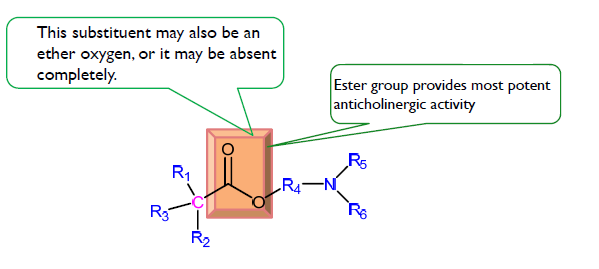 This substituent may also be an
ether oxygen, or it may be absent
completely.
Ester group provides most potent
anticholinergic activity
O
R1
R5
R4
N
C
O
R3
R6
R2